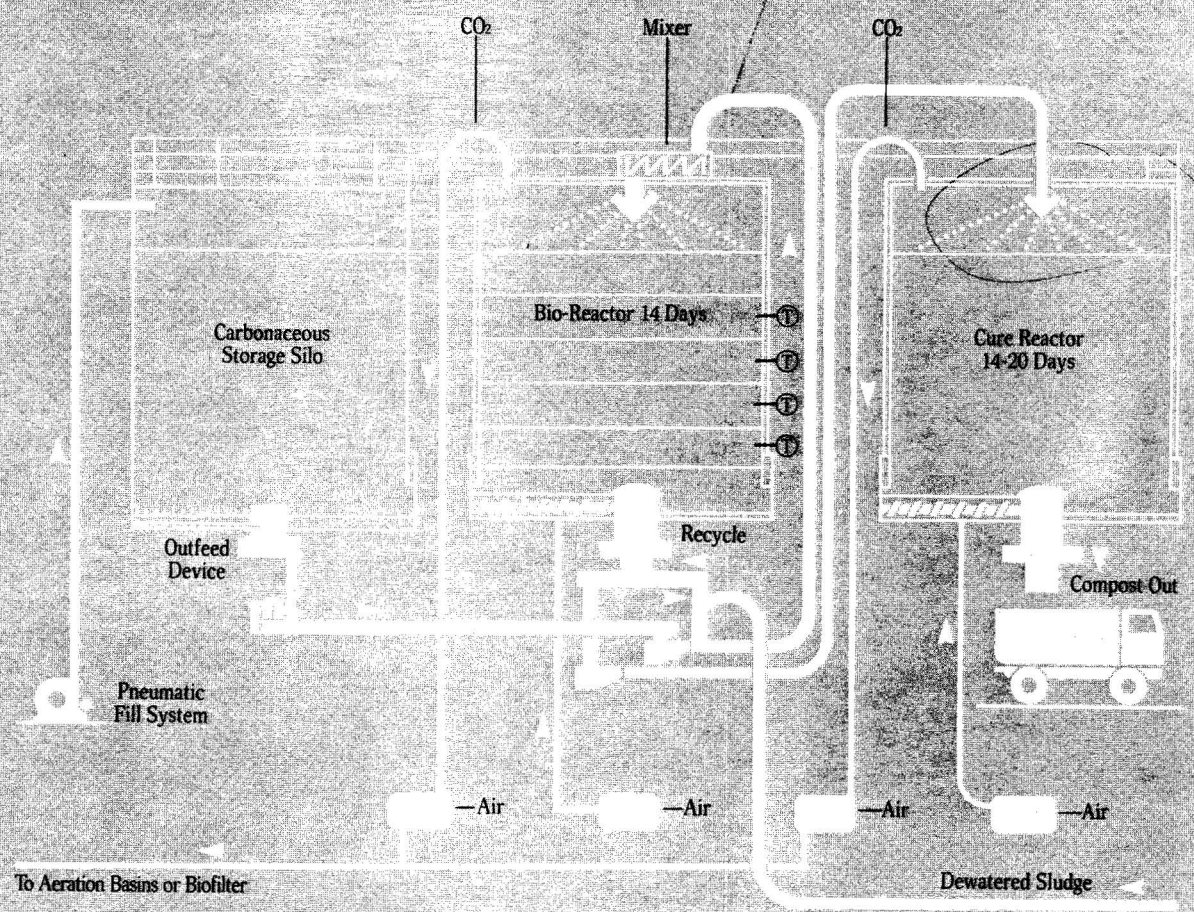 CO₂
Mixer
CO₂
Carbonaceous
Storage Silo
Bio-Reactor 14 Days
T
T
T
T
Cure Reactor
14-20 Days
Outfeed
Device
Recycle
Compost Out
Pneumatic
Fill System
Air
Air
Air
Air
To Aeration Basins or Biofilter
Dewatered Sludge